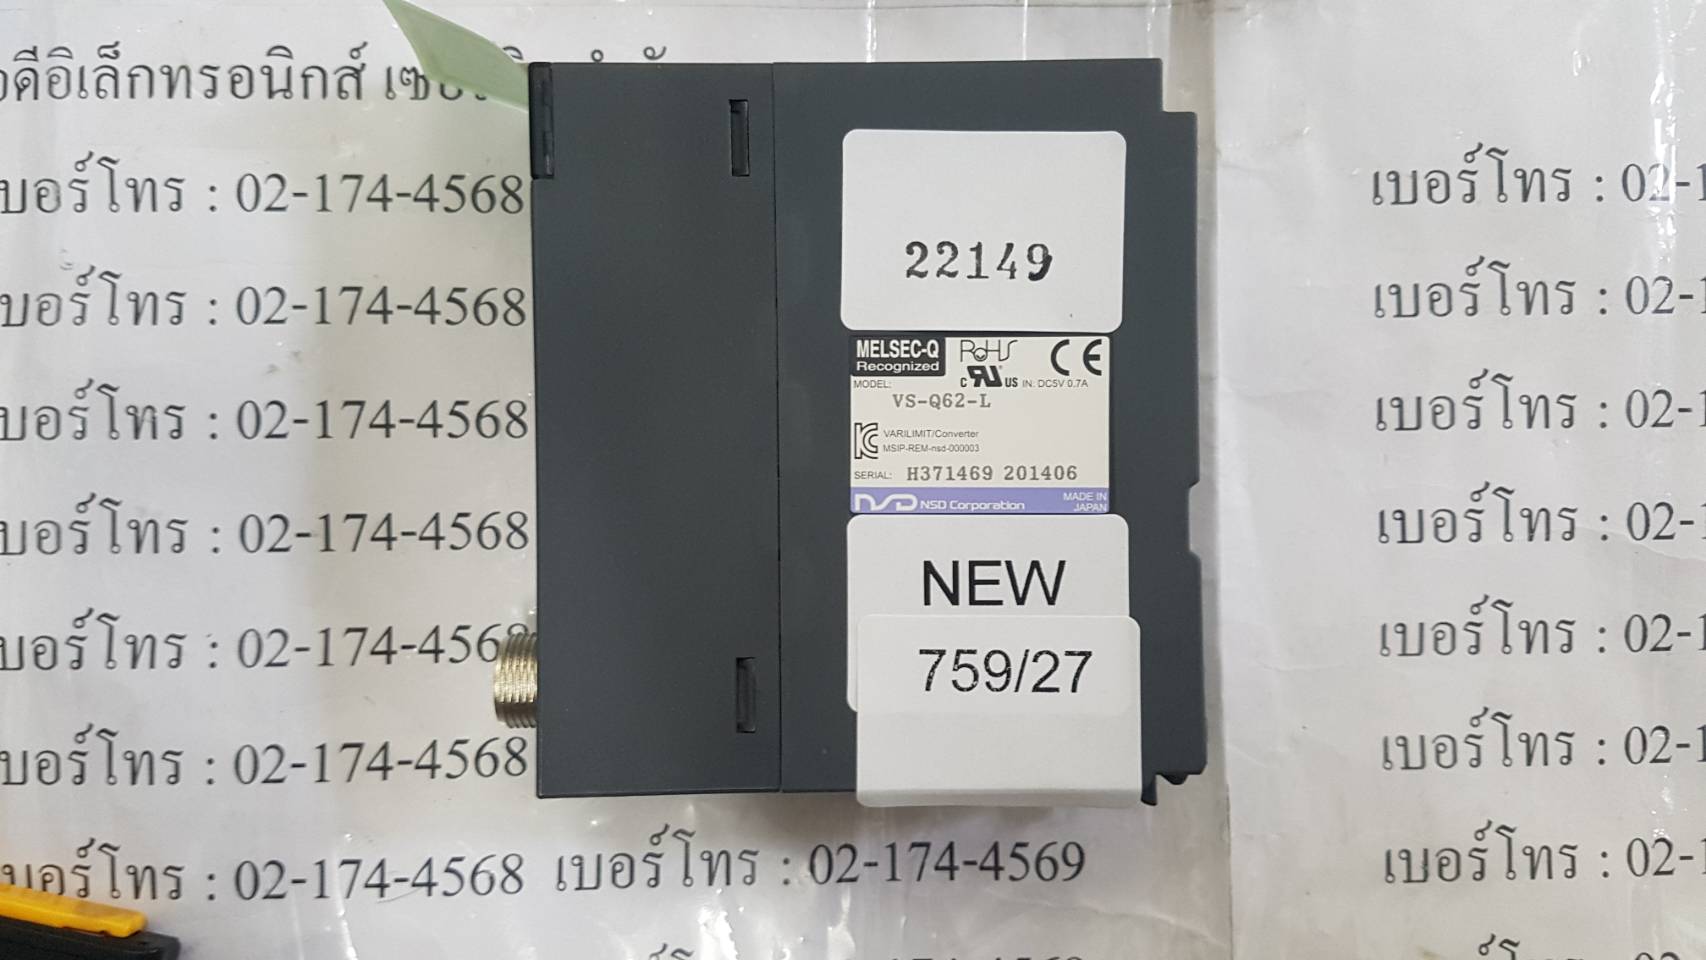 อดีอิเล็กทรอนิกส์
เบอร์โทร : 02-174-4568
เบอร์โทร : 02-174-4568
เบอร์โทร : 02-174-4568
เบอร์โทร : 02-174-4568
เบอร์โทร : 02-174-4568
เบอร์โทร : 02-174-4568
เบอร์โทร : 02-174-4568 เบอร์โทร : 02-174-4569
22149
MELSEC-Q
Recognized
RoHS
CE
c RU US IN: DC5V 0.7A
MODEL:
VS-Q62-L
KC
VARILIMIT/Converter
MSIP-REM-nsd-000003
SERIAL: H371469 201406
NSD NSD Corporation
MADE IN
JAPAN
NEW
759/27
เบอร์โทร : 02-1
เบอร์โทร : 02-1
เบอร์โทร : 02-1
เบอร์โทร : 02-1
เบอร์โทร : 02-1
เบอร์โทร : 02-1
เบอร์โทร : 02-1